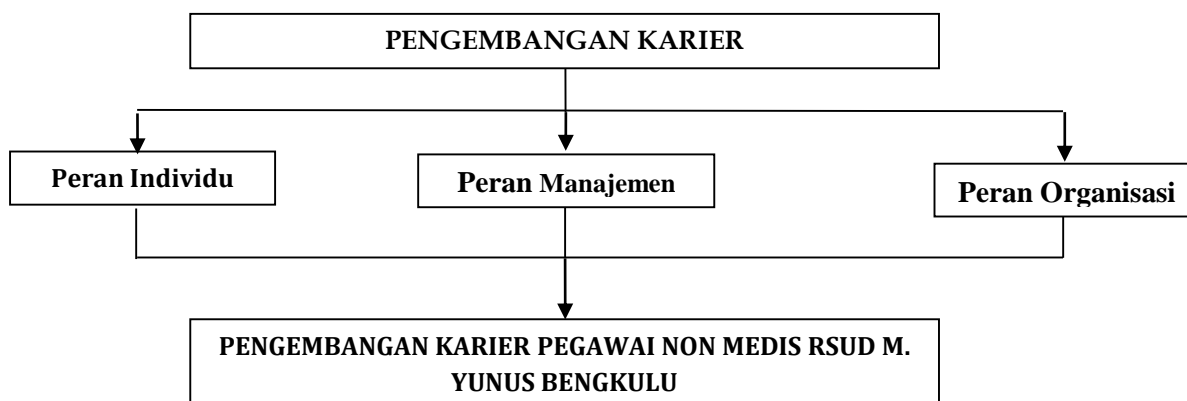 PENGEMBANGAN KARIER
Peran Individu
Peran Manajemen
Peran Organisasi
PENGEMBANGAN KARIER PEGAWAI NON MEDIS RSUD M.
YUNUS BENGKULU